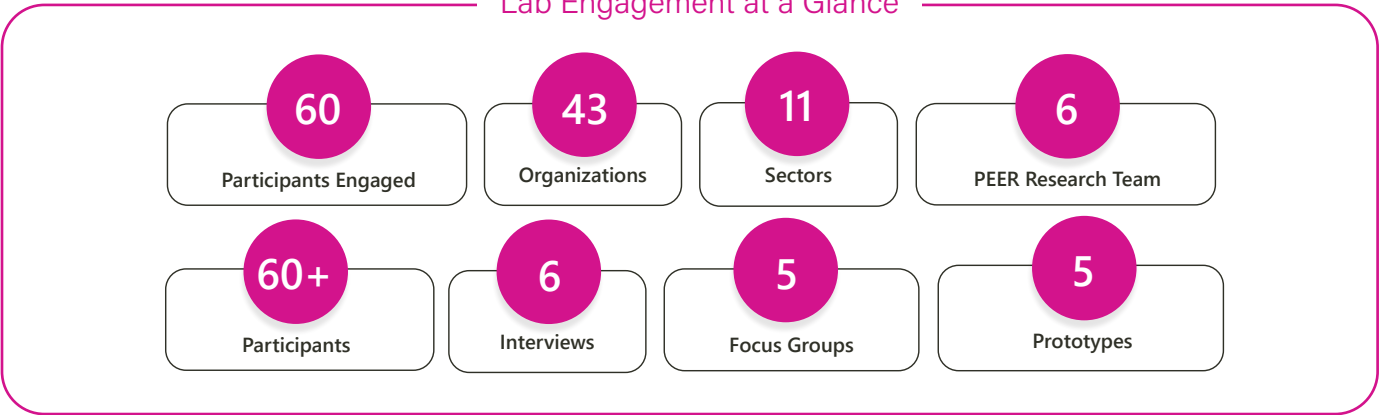 Lab Engagement at a Glance
60
43
11
6
Participants Engaged
Organizations
Sectors
PEER Research Team
60+
6
5
5
Participants
Interviews
Focus Groups
Prototypes